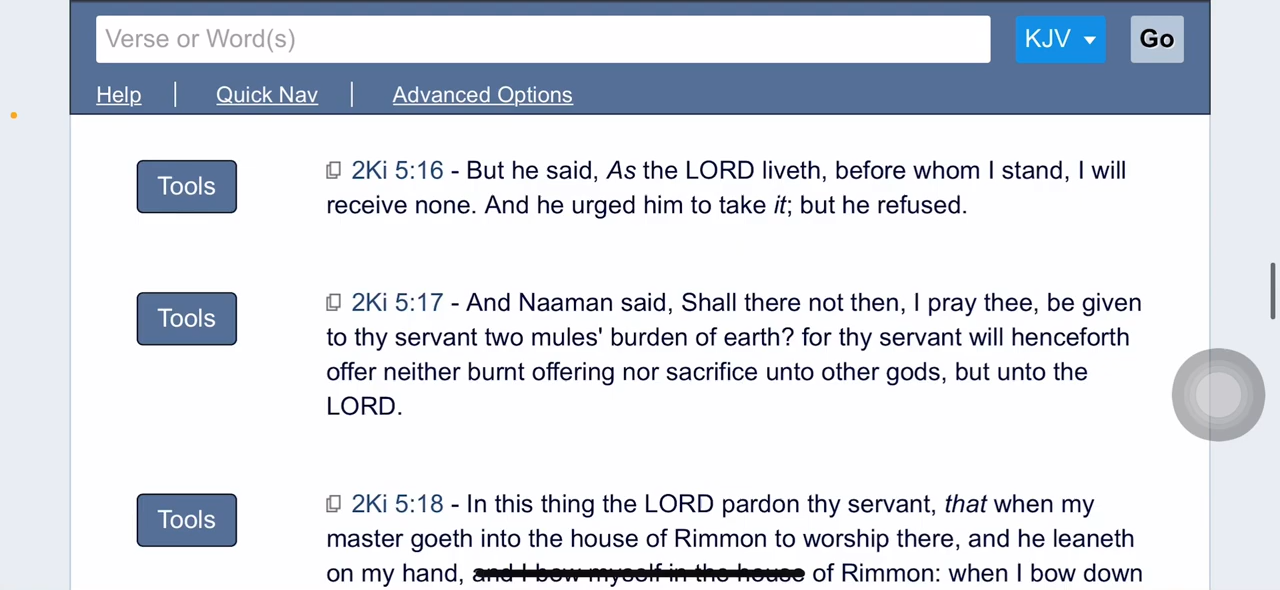 Verse or Word(s)
KJV
Go
Help
Quick Nav
Advanced Options
Tools
2Ki 5:16 - But he said, As the LORD liveth, before whom I stand, I will
receive none. And he urged him to take it; but he refused.
Tools
2Ki 5:17 - And Naaman said, Shall there not then, I pray thee, be given
to thy servant two mules' burden of earth? for thy servant will henceforth
offer neither burnt offering nor sacrifice unto other gods, but unto the
LORD.
Tools
2Ki 5:18 - In this thing the LORD pardon thy servant, that when my
master goeth into the house of Rimmon to worship there, and he leaneth
on my hand, and I bow myself in the house of Rimmon: when I bow down